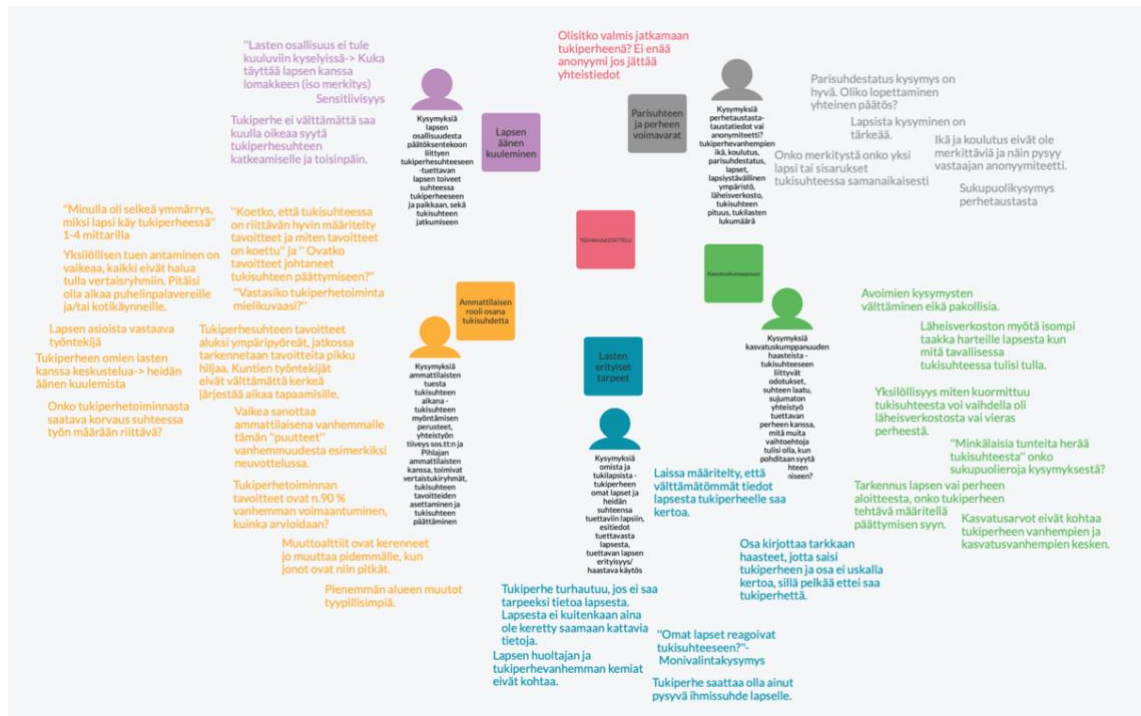 "Lasten osallisuus ei tule
kuuluviin kyselyissä-> Kuka
täyttää lapsen kanssa
lomakkeen (iso merkitys)
Sensitiivisyys
Tukiperhe ei välttämättä saa
kuulla oikeaa syytä
tukiperhesuhteen
katkeamiselle ja toisinpäin.
Kysymyksiä
lapsen
osallisuudesta
päätöksentekoon
liittyen
tukiperhesuhteeseen
-tuettavan
lapsen toiveet
suhteessa
tukiperheeseen
ja paikkaan, sekä
tukisuhteen
jatkumiseen
Lapsen
äänen
kuuleminen
Olisitko valmis jatkamaan
tukiperheenä? Ei enää
anonyymi jos jättää
yhteistiedot
Parisuhteen
ja perheen
voimavarat
Kysymyksiä
perhetaustasta-
taustatiedot vai
anonymiteetti?
tukiperhevanhempien
ikä, koulutus,
parisuhdestatus,
lapset,
lapsiystävällinen
ympäristö,
läheisverkosto,
tukisuhteen
pituus, tukilasten
lukumäärä
Parisuhdestatus kysymys on
hyvä. Oliko lopettaminen
yhteinen päätös?
Lapsista kysyminen on
tärkeää.
Ikä ja koulutus eivät ole
merkittäviä ja näin pysyy
vastaajan anonymiteetti.
Onko merkitystä onko yksi
lapsi tai sisarukset
tukisuhteessa samanaikaisesti
Sukupuolikysymys
perhetaustasta
"Minulla oli selkeä ymmärrys,
miksi lapsi käy tukiperheessä"
1-4 mittarilla
"Koetko, että tukisuhteessa
on riittävän hyvin määritelty
tavoitteet ja miten tavoitteet
on koettu" ja " Ovatko
tavoitteet johtaneet
tukisuhteen päättymiseen?"
Yksilöllisen tuen antaminen on
vaikeaa, kaikki eivät halua
tulla vertaisryhmiin. Pitäisi
olla aikaa puhelinpalavereille
ja/tai kotikäynneille.
"Vastasiko tukiperhetoiminta
mielikuvaasi?"
Ammattilaisen
rooli osana
tukisuhdetta
Lapsen asioista vastaava
työntekijä
Tukiperheen omien lasten
kanssa keskustelua-> heidän
äänen kuulemista
Onko tukiperhetoiminnasta
saatava korvaus suhteessa
työn määrään riittävä?
Tukiperhesuhteen tavoitteet
aluksi ympäripyöreät, jatkossa
tarkennetaan tavoitteita pikku
hiljaa. Kuntien työntekijät
eivät välttämättä kerkeä
järjestää aikaa tapaamisille.
Vaikea sanottaa
ammattilaisena vanhemmalle
tämän "puutteet"
vanhemmuudesta esimerkiksi
neuvottelussa.
Tukiperhetoiminnan
tavoitteet ovat n.90 %
vanhemman voimaantuminen,
kuinka arvioidaan?
Muuttoalttiit ovat kerenneet
jo muuttaa pidemmälle, kun
jonot ovat niin pitkät.
Pienemmän alueen muutot
tyypillisimpiä.
Kysymyksiä
ammattilaisten
tuesta
tukisuhteen
aikana -
tukisuhteen
myöntämisen
perusteet,
yhteistyön
tiiveys sos.tt:n ja
Pihlajan
ammattilaisten
kanssa, toimivat
vertaistukiryhmät,
tukisuhteen
tavoitteiden
asettaminen ja
tukisuhteen
päättäminen
TEEMAHAASTATTELU
Kasvatuskumppanuus
Kysymyksiä
kasvatuskumppanuuden
haasteista -
tukisuhteeseen
liittyvät
odotukset,
suhteen laatu,
sujumaton
yhteistyö
tuettavan
perheen kanssa,
mitä muita
vaihtoehtoja
tulisi olla, kun
pohditaan syytä
hteen
niseen?
Avoimien kysymysten
välttäminen eikä pakollisia.
Läheisverkoston myötä isompi
taakka harteille lapsesta kun
mitä tavallisessa
tukisuhteessa tulisi tulla.
Yksilöllisyys miten kuormittuu
tukisuhteesta voi vaihdella oli
läheisverkostosta vai vieras
perheestä.
"Minkälaisia tunteita herää
tukisuhteesta" onko
sukupuolieroja kysymyksestä?
Tarkennus lapsen vai perheen
aloitteesta, onko tukiperheen
tehtävä määritellä
päättymisen syyn.
Kasvatusarvot eivät kohtaa
tukiperheen vanhempien ja
kasvatusvanhempien kesken.
Lasten
erityiset
tarpeet
Kysymyksiä
omista ja
tukilapsista -
tukiperheen
omat lapset ja
heidän
suhteensa
tuettaviin lapsiin,
esitiedot
tuettavasta
lapsesta,
tuettavan lapsen
erityisyys/
haastava käytös
Laissa määritelty, että
välttämätömmät tiedot
lapsesta tukiperheelle saa
kertoa.
Osa kirjottaa tarkkaan
haasteet, jotta saisi
tukiperheen ja osa ei uskalla
kertoa, sillä pelkää ettei saa
tukiperhettä.
Tukiperhe turhautuu, jos ei saa
tarpeeksi tietoa lapsesta.
Lapsesta ei kuitenkaan aina
ole keretty saamaan kattavia
tietoja.
Lapsen huoltajan ja
tukiperhevanhemman kemiat
eivät kohtaa.
"Omat lapset reagoivat
tukisuhteeseen?"-
Monivalintakysymys
Tukiperhe saattaa olla ainut
pysyvä ihmissuhde lapselle.